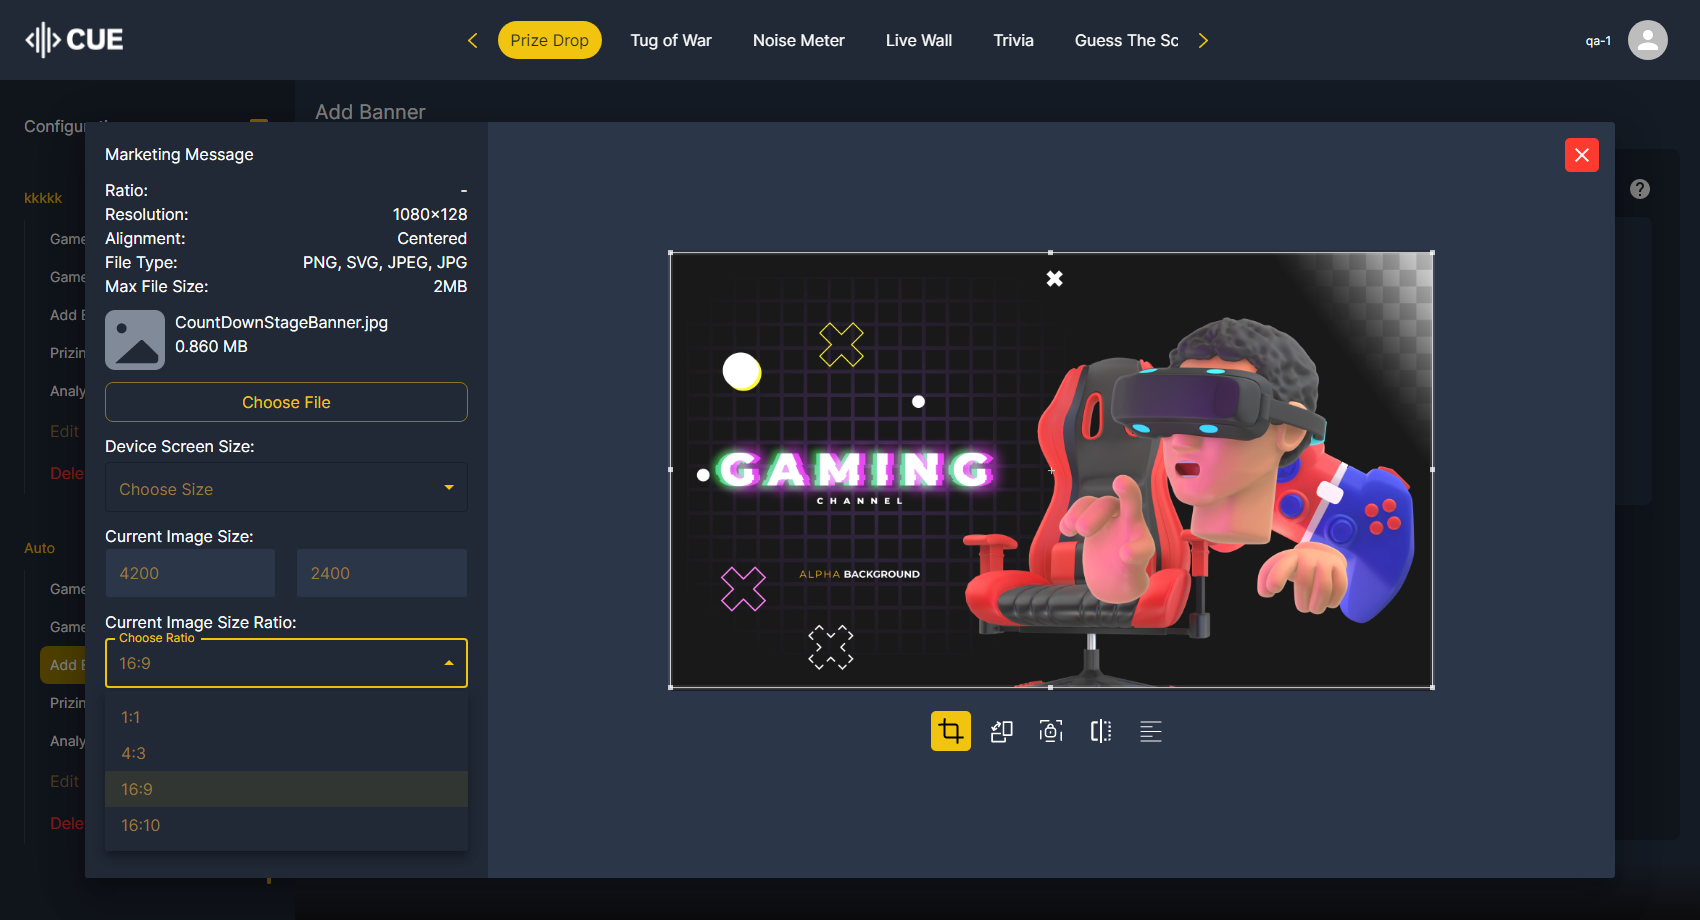 CUE
Prize Drop
Tug of War
Noise Meter
Live Wall
Trivia
Guess The Sc
qa-1
Add Banner
Marketing Message
Ratio: -
Resolution: 1080×128
Alignment: Centered
File Type: PNG, SVG, JPEG, JPG
Max File Size: 2MB
CountDownStageBanner.jpg
0.860 MB
Choose File
Device Screen Size:
Choose Size
Current Image Size:
4200 2400
Current Image Size Ratio:
Choose Ratio
16:9
1:1
4:3
16:9
16:10
kkkkk
Game
Game
Add
Prizin
Analy
Edit
Dele
Auto
Game
Game
Add
Prizin
Analy
Edit
Dele
GAMING
CHANNEL
ALPHA BACKGROUND